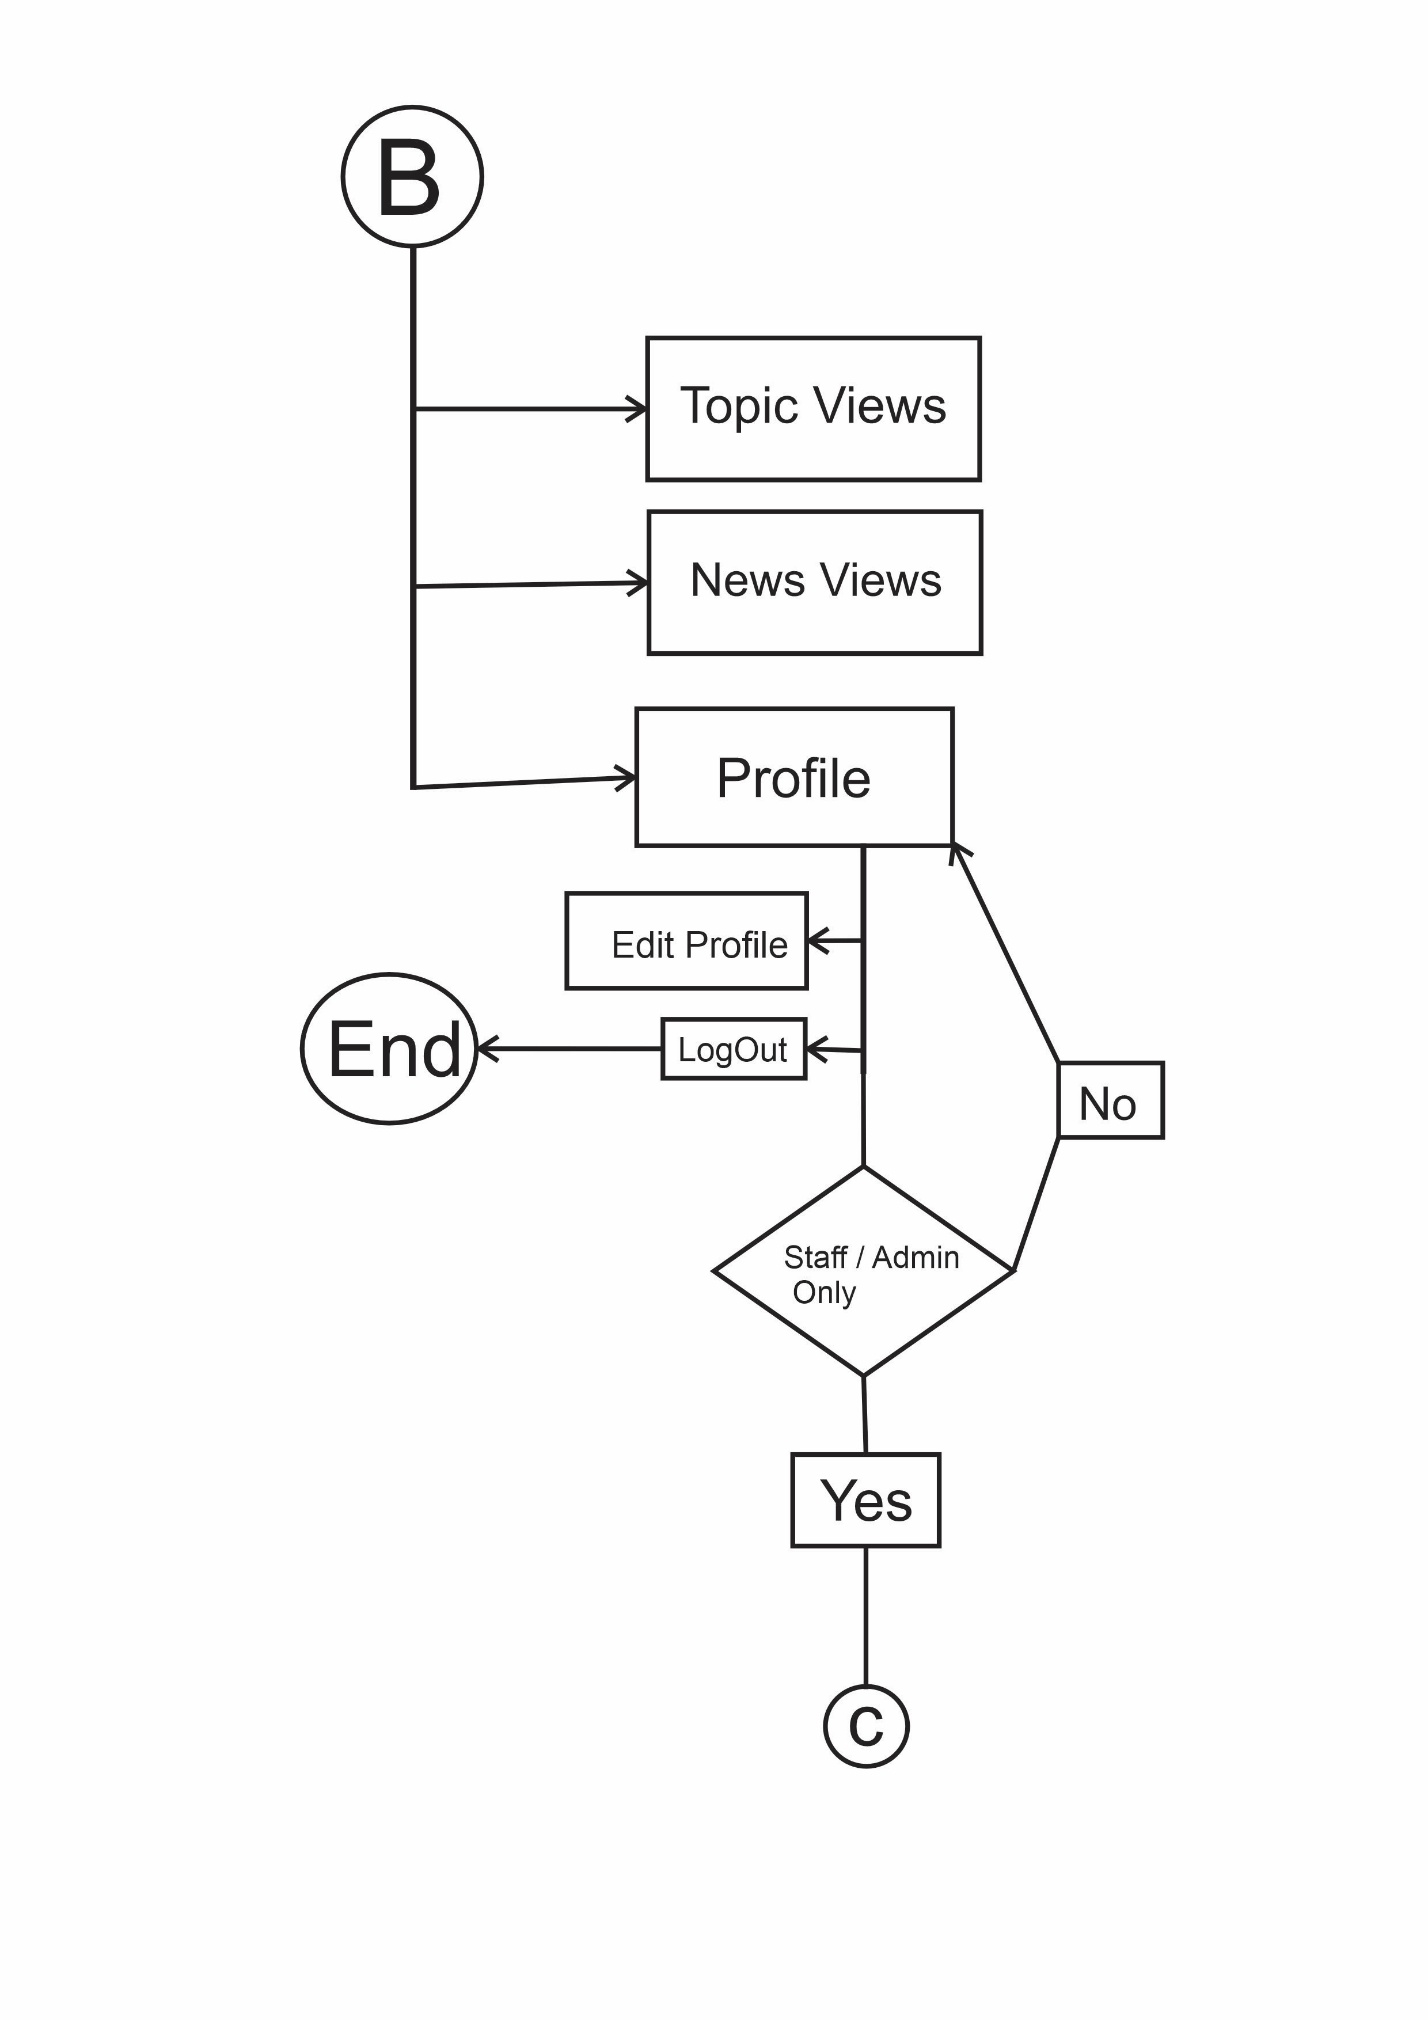 B
Topic Views
News Views
Profile
Edit Profile
End
LogOut
No
Staff / Admin
Only
Yes
c